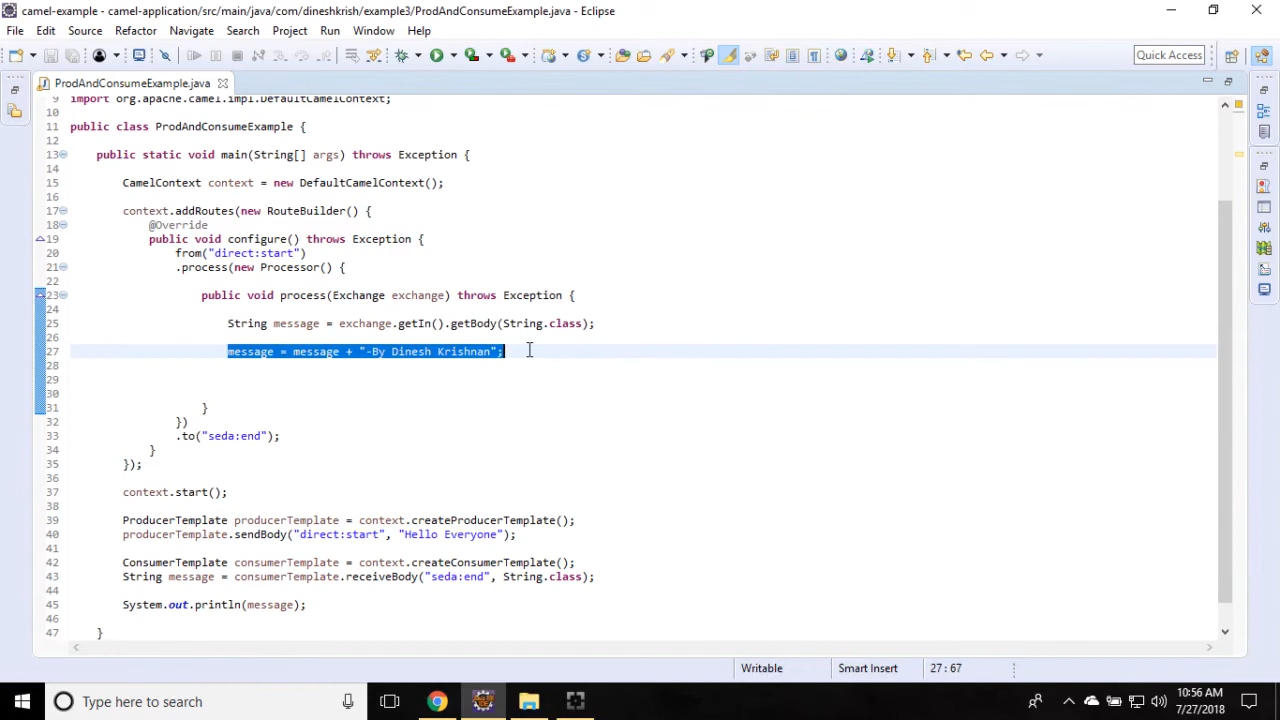 camel-example - camel-application/src/main/java/com/dineshkrish/example3/ProdAndConsumeExample.java - Eclipse
File Edit Source Refactor Navigate Search Project Run Window Help
Quick Access
ProdAndConsumeExample.java
9 import org.apache.camel.impl.DefaultCamelContext;
10
11 public class ProdAndConsumeExample {
12
13 public static void main(String[] args) throws Exception {
14
15 CamelContext context = new DefaultCamelContext();
16
17 context.addRoutes(new RouteBuilder() {
18 @Override
19 public void configure() throws Exception {
20 from("direct:start")
21 .process(new Processor() {
22
23 public void process(Exchange exchange) throws Exception {
24
25 String message = exchange.getIn().getBody(String.class);
26
27 message = message + "-By Dinesh Krishnan";
28
29
30
31 }
32 })
33 .to("seda:end");
34 }
35 });
36
37 context.start();
38
39 ProducerTemplate producerTemplate = context.createProducerTemplate();
40 producerTemplate.sendBody("direct:start", "Hello Everyone");
41
42 ConsumerTemplate consumerTemplate = context.createConsumerTemplate();
43 String message = consumerTemplate.receiveBody("seda:end", String.class);
44
45 System.out.println(message);
46
47 }
Writable Smart Insert 27 : 67
Type here to search
10:56 AM
7/27/2018